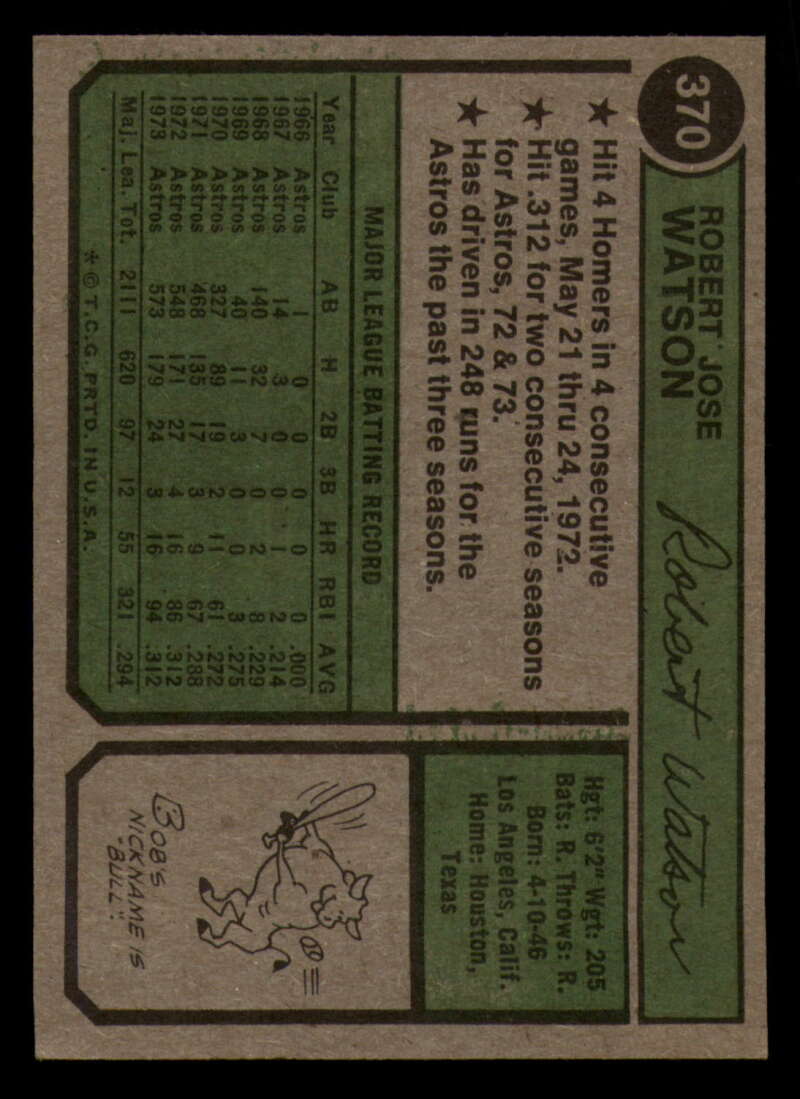 370
ROBERT JOSE
WATSON
Robert Watson
★ Hit 4 Homers in 4 consecutive
games, May 21 thru 24, 1972.
★ Hit .312 for two consecutive seasons
for Astros, 72 & 73.
★ Has driven in 248 runs for the
Astros the past three seasons.
MAJOR LEAGUE BATTING RECORD
Year Club AB H 2B 3B HR RBI AVG
1966 Astros 1 0 0 0 0 0 .000
1967 Astros 14 3 0 0 1 2 .214
1968 Astros 140 32 7 0 2 8 .229
1969 Astros 40 11 3 0 0 3 .275
1970 Astros 327 89 19 2 11 61 .272
1971 Astros 468 135 17 3 9 67 .288
1972 Astros 548 171 27 4 16 86 .312
1973 Astros 573 179 24 3 16 94 .312
Maj. Lea. Tot. 2111 620 97 12 55 321 .294
* © T.C.G. PRTD. IN U.S.A.
Hgt: 6'2" Wgt: 205
Bats: R. Throws: R.
Born: 4-10-46
Los Angeles, Calif.
Home: Houston,
Texas
BOB'S
NICKNAME IS
"BULL".